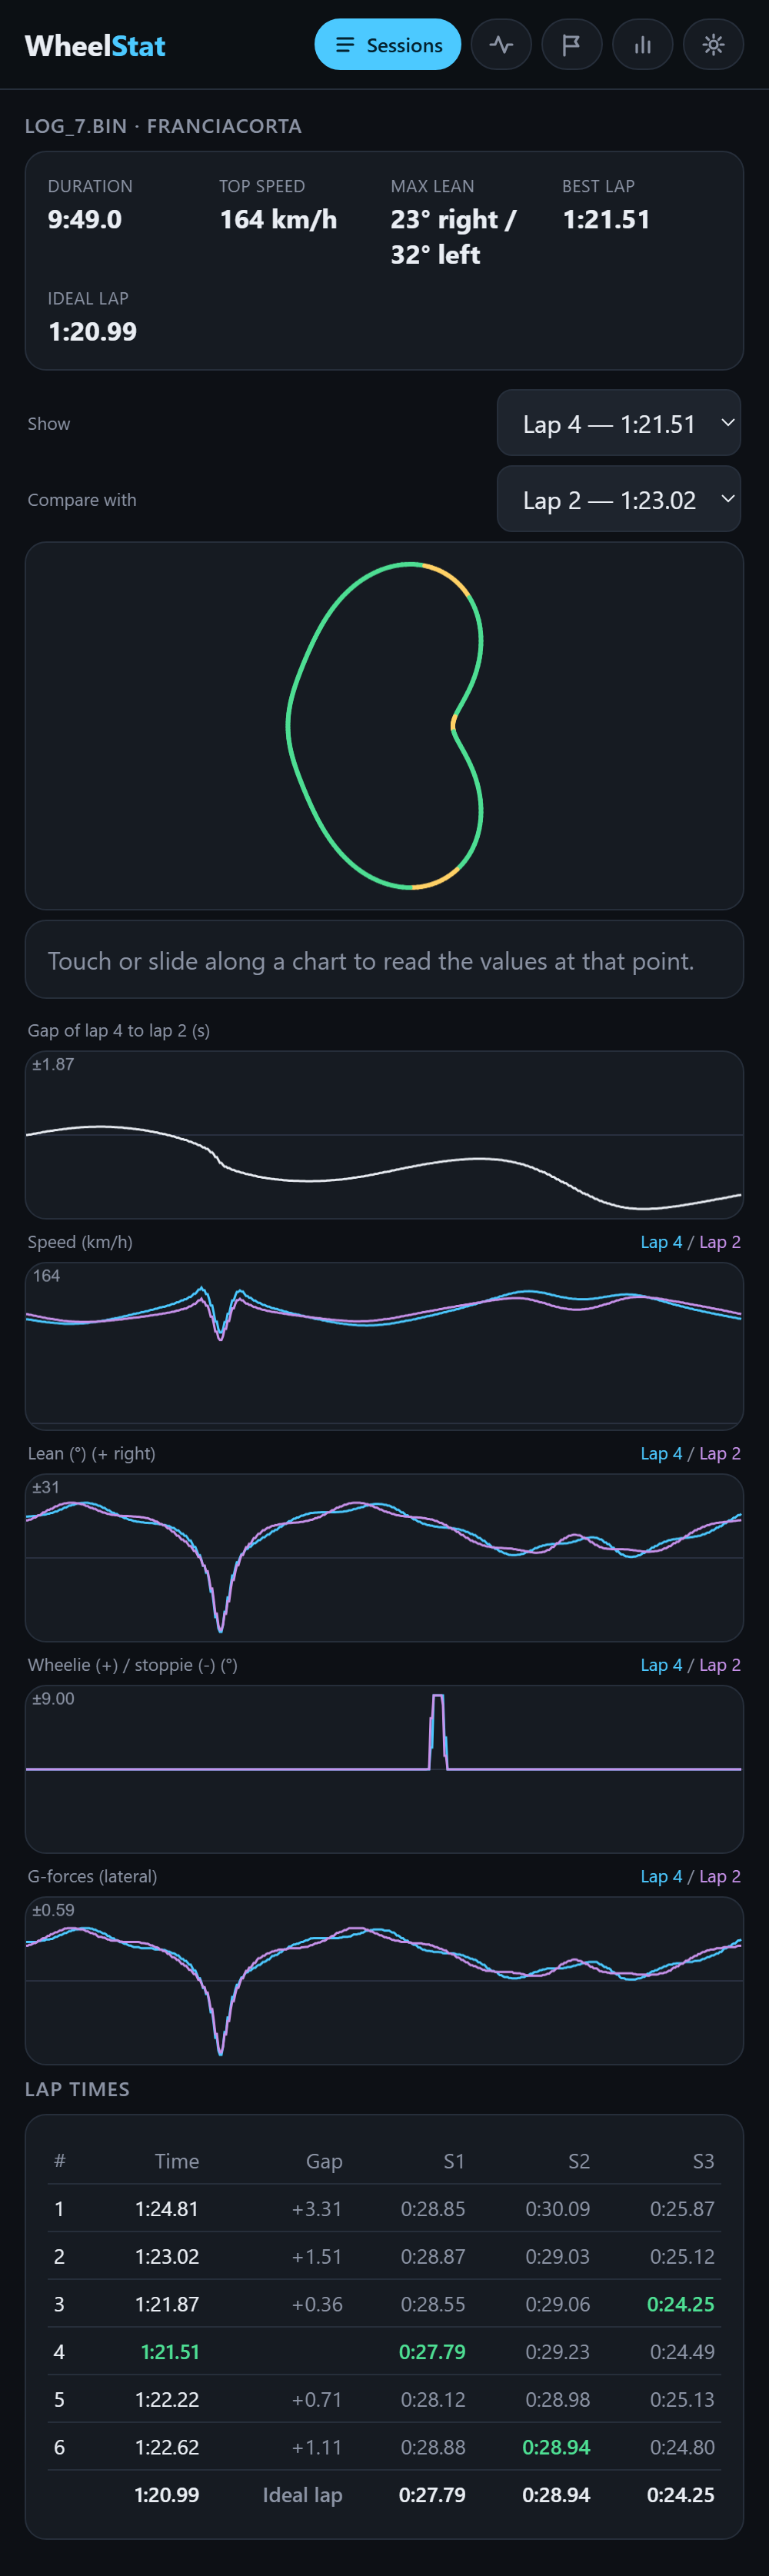 WheelStat
Sessions
LOG_7.BIN · FRANCIACORTA
DURATION TOP SPEED MAX LEAN BEST LAP
9:49.0 164 km/h 23° right / 1:21.51
32° left
IDEAL LAP
1:20.99
Show Lap 4 — 1:21.51
Compare with Lap 2 — 1:23.02
Touch or slide along a chart to read the values at that point.
Gap of lap 4 to lap 2 (s)
±1.87
Speed (km/h) Lap 4 / Lap 2
164
Lean (°) (+ right) Lap 4 / Lap 2
±31
Wheelie (+) / stoppie (-) (°) Lap 4 / Lap 2
±9.00
G-forces (lateral) Lap 4 / Lap 2
±0.59
LAP TIMES
# Time Gap S1 S2 S3
1 1:24.81 +3.31 0:28.85 0:30.09 0:25.87
2 1:23.02 +1.51 0:28.87 0:29.03 0:25.12
3 1:21.87 +0.36 0:28.55 0:29.06 0:24.25
4 1:21.51 0:27.79 0:29.23 0:24.49
5 1:22.22 +0.71 0:28.12 0:28.98 0:25.13
6 1:22.62 +1.11 0:28.88 0:28.94 0:24.80
1:20.99 Ideal lap 0:27.79 0:28.94 0:24.25